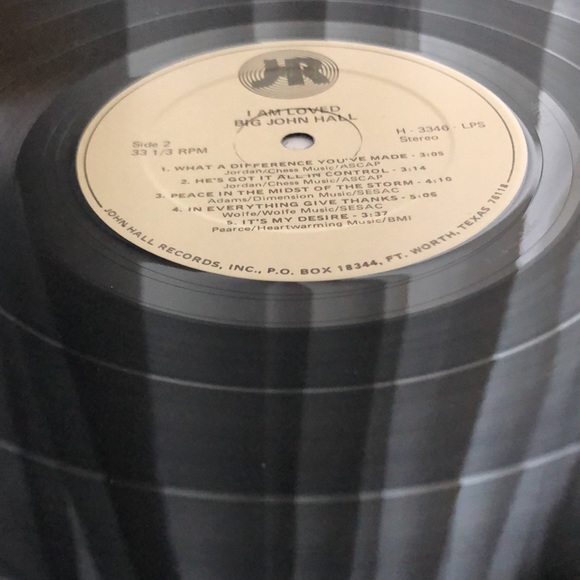 HR
I AM LOVED
BIG JOHN HALL
Side 2
33 1/3 RPM
H - 3346 - LPS
Stereo
1. WHAT A DIFFERENCE YOU'VE MADE - 3:05
Jordan/Chess Music/ASCAP
2. HE'S GOT IT ALL IN CONTROL - 3:14
Jordan/Chess Music/ASCAP
3. PEACE IN THE MIDST OF THE STORM - 4:10
Adams/Dimension Music/SESAC
4. IN EVERYTHING GIVE THANKS - 5:06
Wolfe/Wolfe Music/SESAC
5. IT'S MY DESIRE - 3:37
Pearce/Heartwarming Music/BMI
JOHN HALL RECORDS, INC., P.O. BOX 18344, FT. WORTH, TEXAS 76118